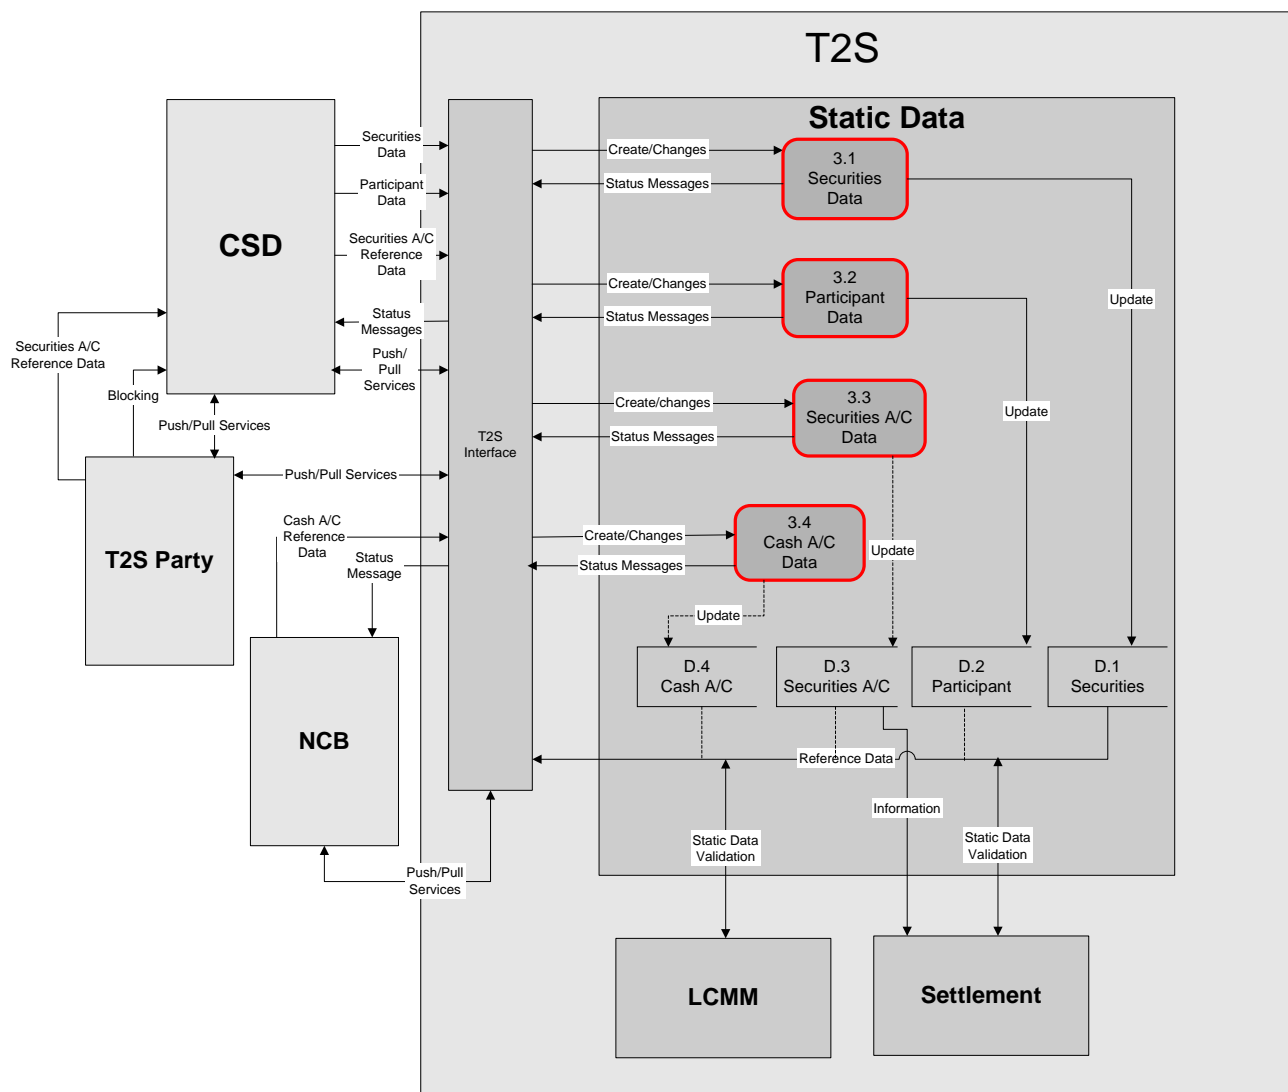 T2S
Static Data
CSD
Securities
Data
Participant
Data
Securities A/C
Reference
Data
Status
Messages
Push/
Pull
Services
Securities A/C
Reference Data
Blocking
Push/Pull Services
T2S Party
Push/Pull Services
Cash A/C
Reference
Data
Status
Message
NCB
Push/Pull
Services
T2S
Interface
Create/Changes
Status Messages
3.1
Securities
Data
Create/Changes
Status Messages
3.2
Participant
Data
Update
Create/changes
Status Messages
3.3
Securities A/C
Data
Update
Create/Changes
Status Messages
3.4
Cash A/C
Data
Update
Update
D.4
Cash A/C
D.3
Securities A/C
D.2
Participant
D.1
Securities
Reference Data
Information
Static Data
Validation
Static Data
Validation
LCMM
Settlement